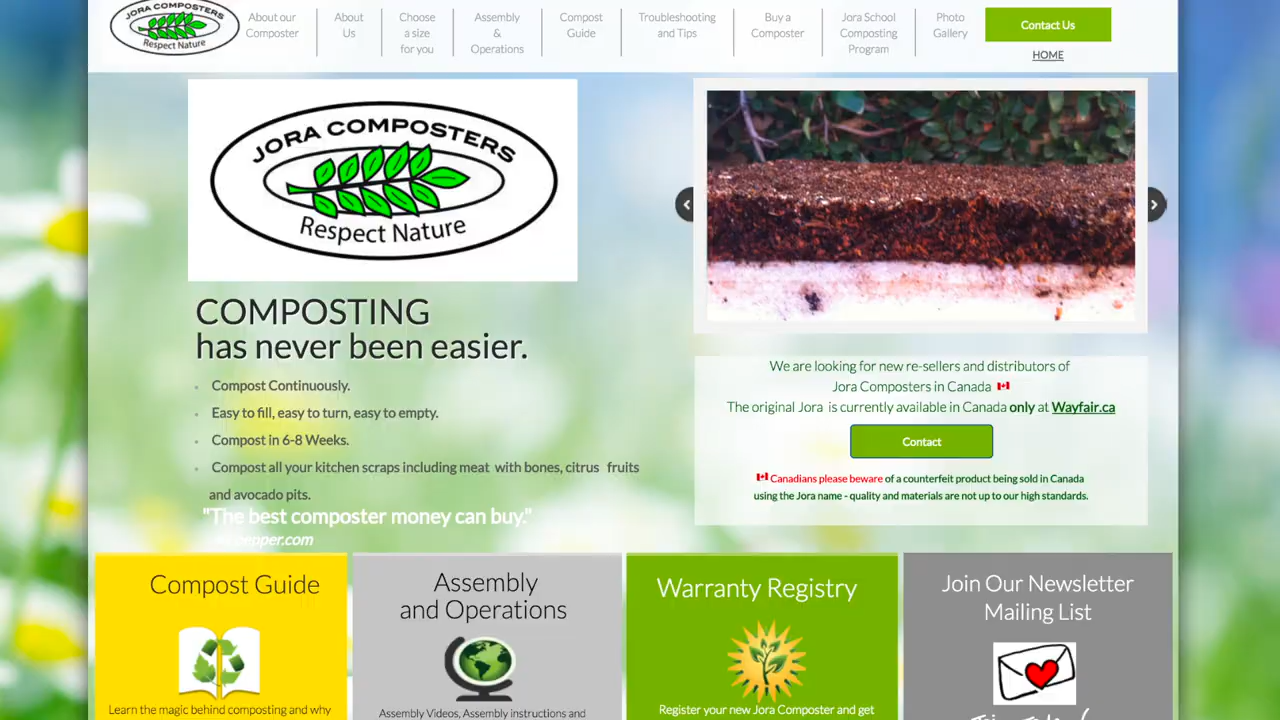 JORA COMPOSTERS
Respect Nature
About our
Composter
About
Us
Choose
a size
for you
Assembly
&
Operations
Compost
Guide
Troubleshooting
and Tips
Buy a
Composter
Jora School
Composting
Program
Photo
Gallery
Contact Us
HOME
JORA COMPOSTERS
Respect Nature
COMPOSTING
has never been easier.
Compost Continuously.
Easy to fill, easy to turn, easy to empty.
Compost in 6-8 Weeks.
Compost all your kitchen scraps including meat with bones, citrus fruits
and avocado pits.
"The best composter money can buy."
We are looking for new re-sellers and distributors of
Jora Composters in Canada
The original Jora is currently available in Canada only at Wayfair.ca
Contact
Canadians please beware of a counterfeit product being sold in Canada
using the Jora name - quality and materials are not up to our high standards.
Compost Guide
Learn the magic behind composting and why
Assembly
and Operations
Assembly Videos, Assembly instructions and
Warranty Registry
Register your new Jora Composter and get
Join Our Newsletter
Mailing List